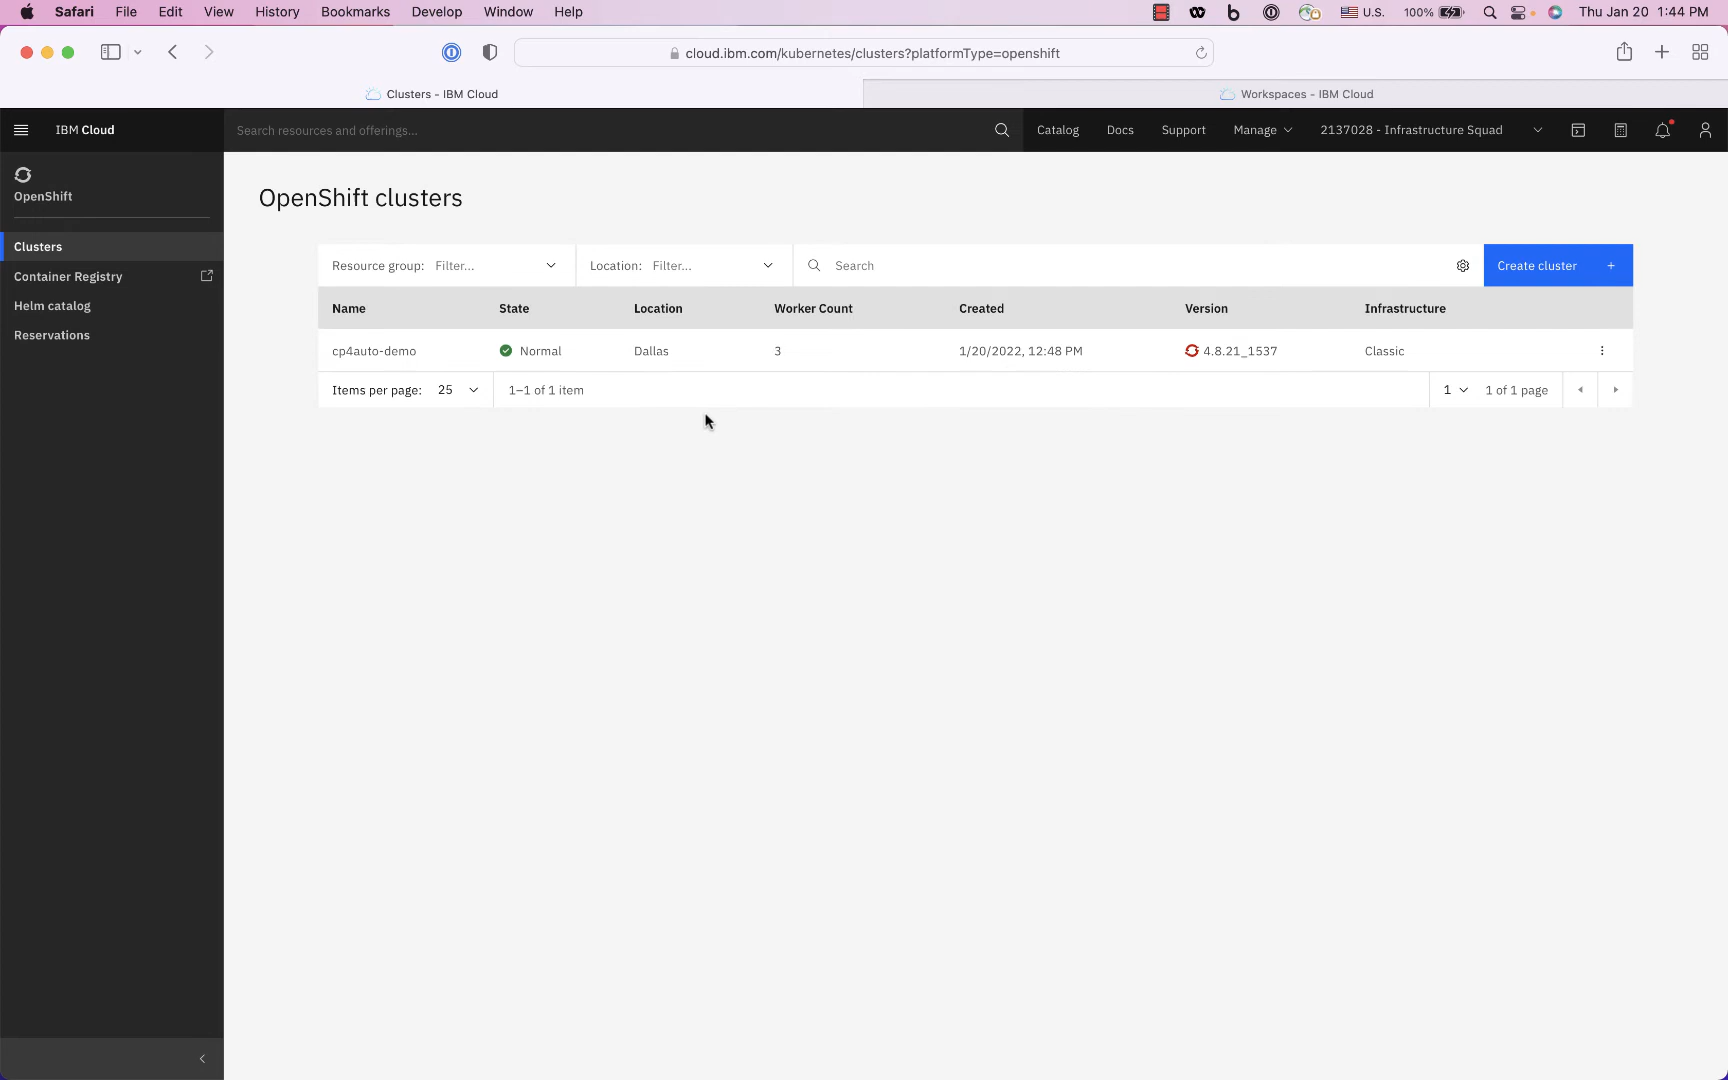 Safari File Edit View History Bookmarks Develop Window Help U.S. 100% Thu Jan 20 1:44 PM
cloud.ibm.com/kubernetes/clusters?platformType=openshift
Clusters - IBM Cloud Workspaces - IBM Cloud
IBM Cloud Search resources and offerings... Catalog Docs Support Manage 2137028 - Infrastructure Squad
OpenShift
Clusters
Container Registry
Helm catalog
Reservations
OpenShift clusters
Resource group: Filter... Location: Filter... Search Create cluster +
Name State Location Worker Count Created Version Infrastructure
cp4auto-demo Normal Dallas 3 1/20/2022, 12:48 PM 4.8.21_1537 Classic
Items per page: 25 1–1 of 1 item 1 1 of 1 page